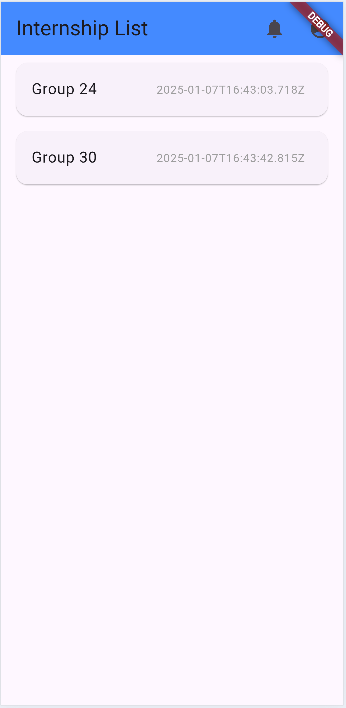 Internship List
DEBUG
Group 24 2025-01-07T16:43:03.718Z
Group 30 2025-01-07T16:43:42.815Z